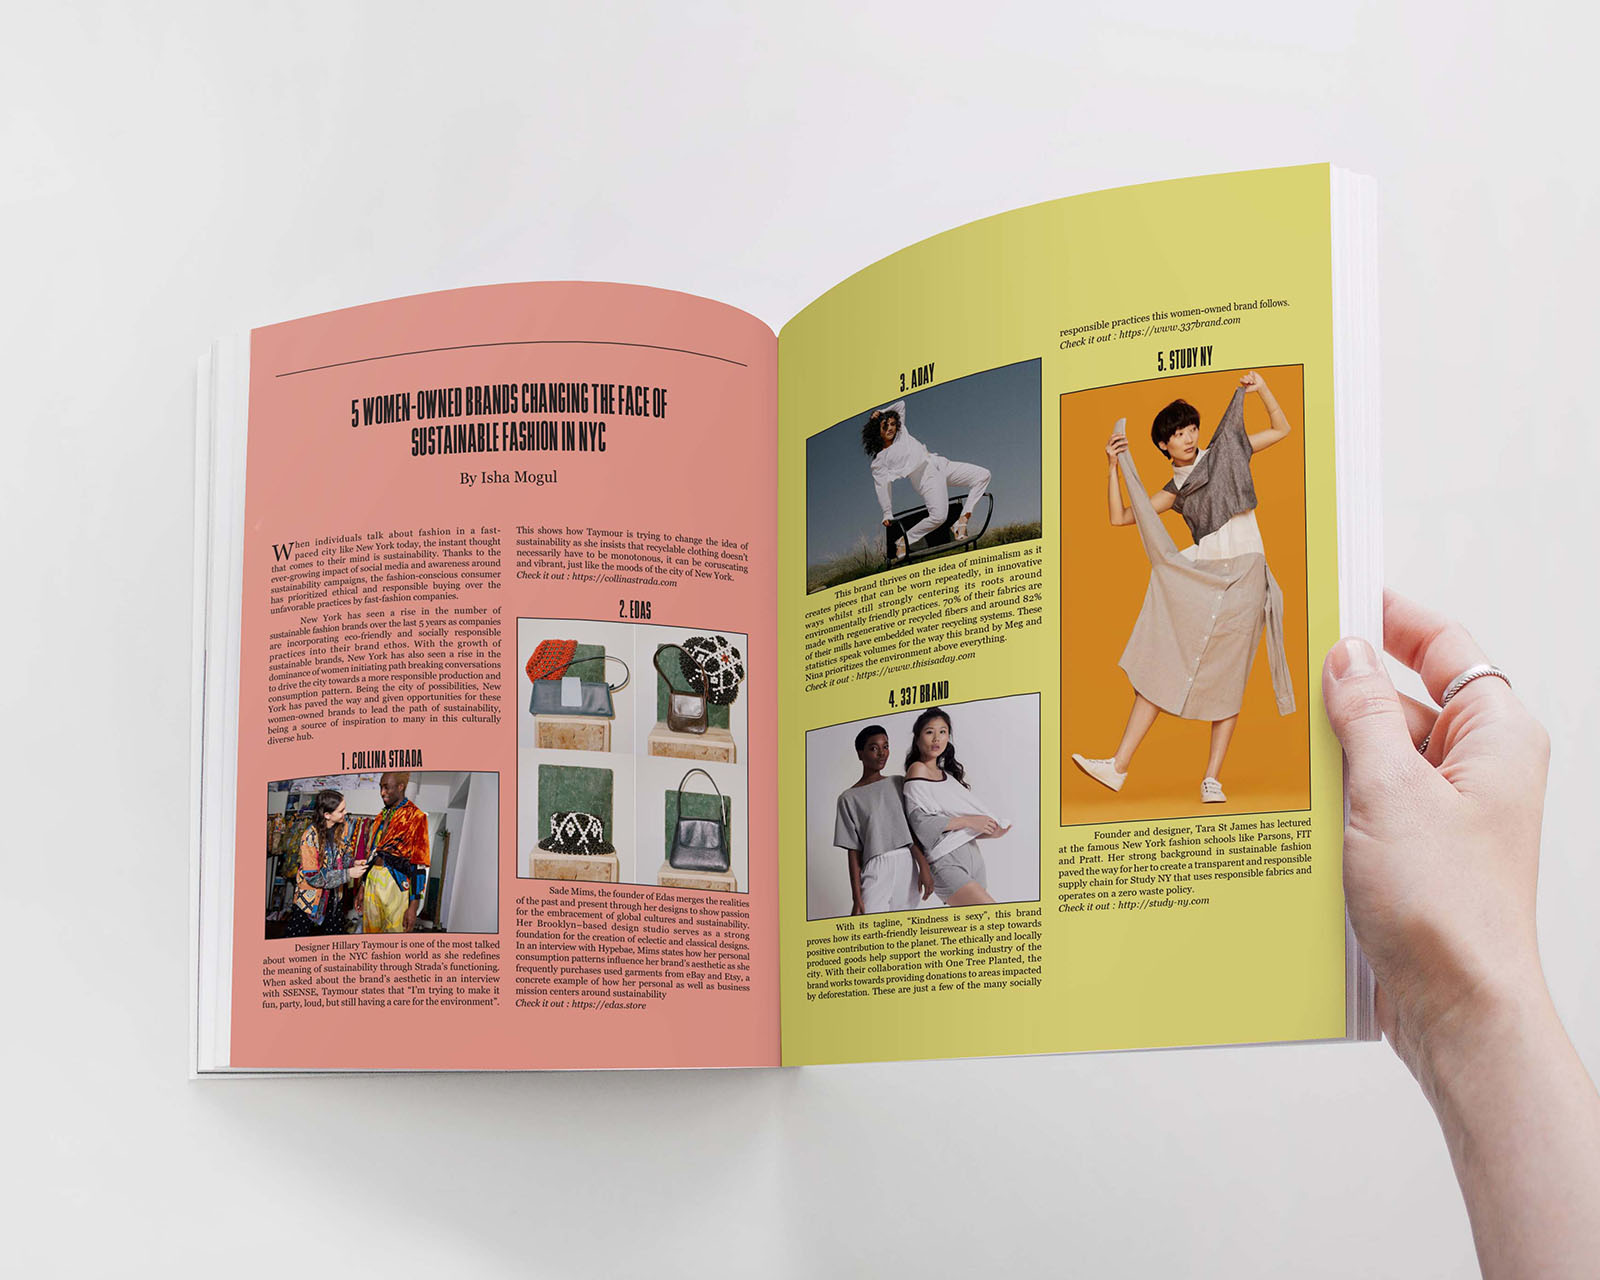 5 WOMEN-OWNED BRANDS CHANGING THE FACE OF
SUSTAINABLE FASHION IN NYC
By Isha Mogul
When individuals talk about fashion in a fast-
paced city like New York today, the instant thought
that comes to their mind is sustainability. Thanks to the
ever-growing impact of social media and awareness around
sustainability campaigns, the fashion-conscious consumer
has prioritized ethical and responsible buying over the
unfavorable practices by fast-fashion companies.
New York has seen a rise in the number of
sustainable fashion brands over the last 5 years as companies
are incorporating eco-friendly and socially responsible
practices into their brand ethos. With the growth of
sustainable brands, New York has also seen a rise in the
dominance of women initiating path breaking conversations
to drive the city towards a more responsible production and
consumption pattern. Being the city of possibilities, New
York has paved the way and given opportunities for these
women-owned brands to lead the path of sustainability,
being a source of inspiration to many in this culturally
diverse hub.
1. COLLINA STRADA
Designer Hillary Taymour is one of the most talked
about women in the NYC fashion world as she redefines
the meaning of sustainability through Strada's functioning.
When asked about the brand's aesthetic in an interview
with SSENSE, Taymour states that "I'm trying to make it
fun, party, loud, but still having a care for the environment".
This shows how Taymour is trying to change the idea of
sustainability as she insists that recyclable clothing doesn't
necessarily have to be monotonous, it can be coruscating
and vibrant, just like the moods of the city of New York.
Check it out : https://collinastrada.com
2. EDAS
Sade Mims, the founder of Edas merges the realities
of the past and present through her designs to show passion
for the embracement of global cultures and sustainability.
Her Brooklyn-based design studio serves as a strong
foundation for the creation of eclectic and classical designs.
In an interview with Hypebae, Mims states how her personal
consumption patterns influence her brand's aesthetic as she
frequently purchases used garments from eBay and Etsy, a
concrete example of how her personal as well as business
mission centers around sustainability
Check it out : https://edas.store
3. ADAY
This brand thrives on the idea of minimalism as it
creates pieces that can be worn repeatedly, in innovative
ways whilst still strongly centering its roots around
environmentally friendly practices. 70% of their fabrics are
made with regenerative or recycled fibers and around 82%
of their mills have embedded water recycling systems. These
statistics speak volumes for the way this brand by Meg and
Nina prioritizes the environment above everything.
Check it out : https://www.thisisaday.com
4. 337 BRAND
With its tagline, "Kindness is sexy", this brand
proves how its earth-friendly leisurewear is a step towards
positive contribution to the planet. The ethically and locally
produced goods help support the working industry of the
city. With their collaboration with One Tree Planted, the
brand works towards providing donations to areas impacted
by deforestation. These are just a few of the many socially
responsible practices this women-owned brand follows.
Check it out : https://www.337brand.com
5. STUDY NY
Founder and designer, Tara St James has lectured
at the famous New York fashion schools like Parsons, FIT
and Pratt. Her strong background in sustainable fashion
paved the way for her to create a transparent and responsible
supply chain for Study NY that uses responsible fabrics and
operates on a zero waste policy.
Check it out : http://study-ny.com